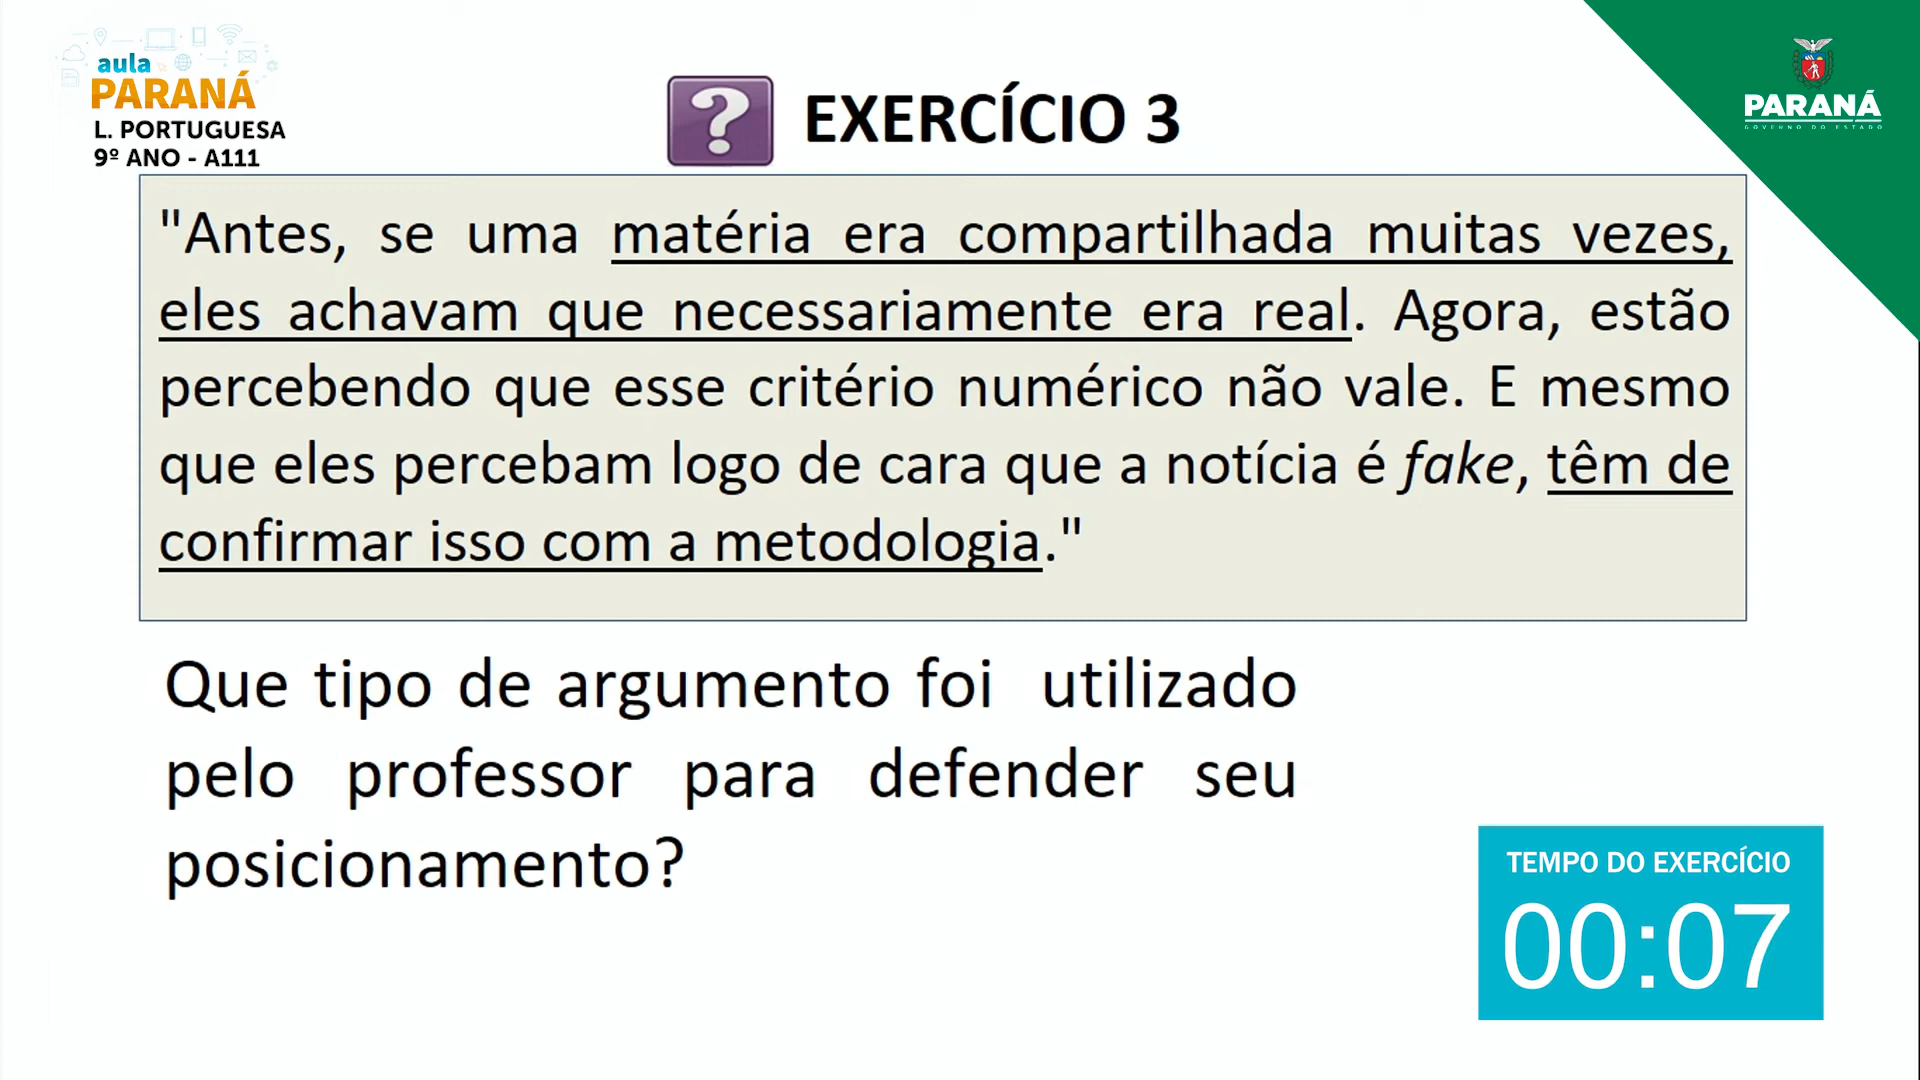 aula
PARANÁ
L. PORTUGUESA
9º ANO - A111
? EXERCÍCIO 3
PARANÁ
GOVERNO DO ESTADO
"Antes, se uma matéria era compartilhada muitas vezes,
eles achavam que necessariamente era real. Agora, estão
percebendo que esse critério numérico não vale. E mesmo
que eles percebam logo de cara que a notícia é fake, têm de
confirmar isso com a metodologia."
Que tipo de argumento foi utilizado
pelo professor para defender seu
posicionamento?
TEMPO DO EXERCÍCIO
00:07